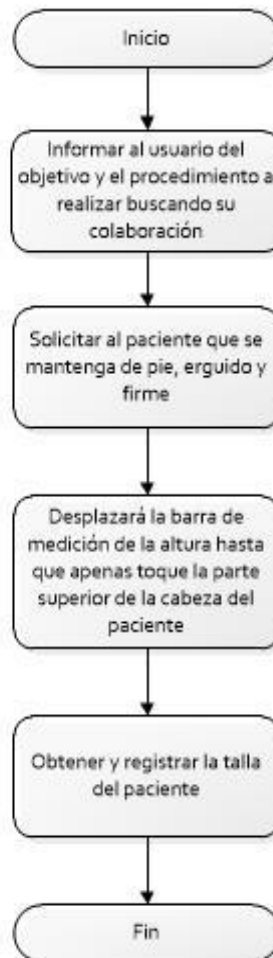 Inicio
Informar al usuario del
objetivo y el procedimiento a
realizar buscando su
colaboración
Solicitar al paciente que se
mantenga de pie, erguido y
firme
Desplazará la barra de
medición de la altura hasta
que apenas toque la parte
superior de la cabeza del
paciente
Obtener y registrar la talla
del paciente
Fin